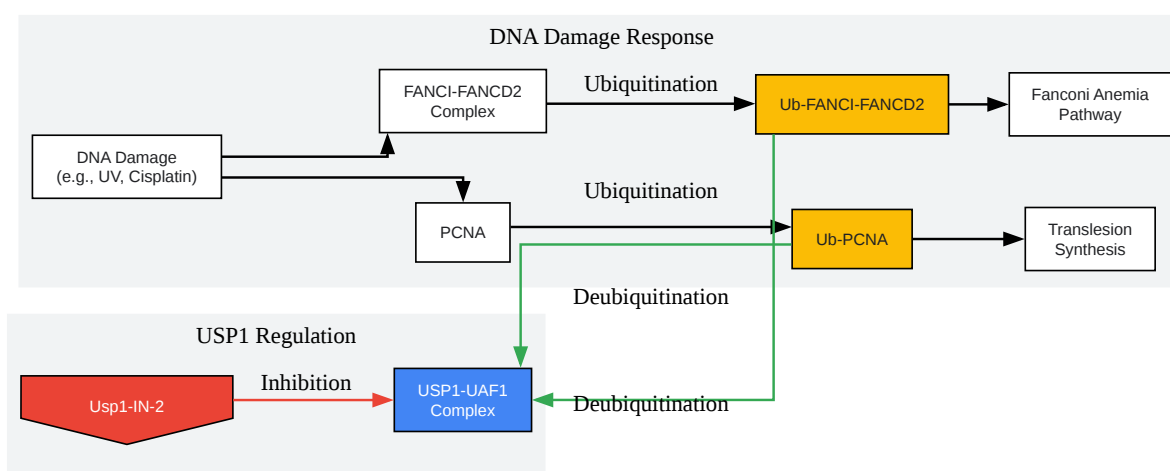 DNA Damage Response
FANCI-FANCD2
Complex
Ubiquitination
Ub-FANCI-FANCD2
Fanconi Anemia
Pathway
DNA Damage
(e.g., UV, Cisplatin)
Ubiquitination
PCNA
Ub-PCNA
Translesion
Synthesis
Deubiquitination
USP1 Regulation
Inhibition
Usp1-IN-2
USP1-UAF1
Complex
Deubiquitination